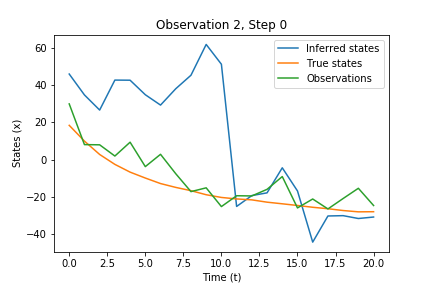 Observation 2, Step 0
Inferred states
True states
Observations
60
40
20
0
−20
−40
States (x)
0.0 2.5 5.0 7.5 10.0 12.5 15.0 17.5 20.0
Time (t)